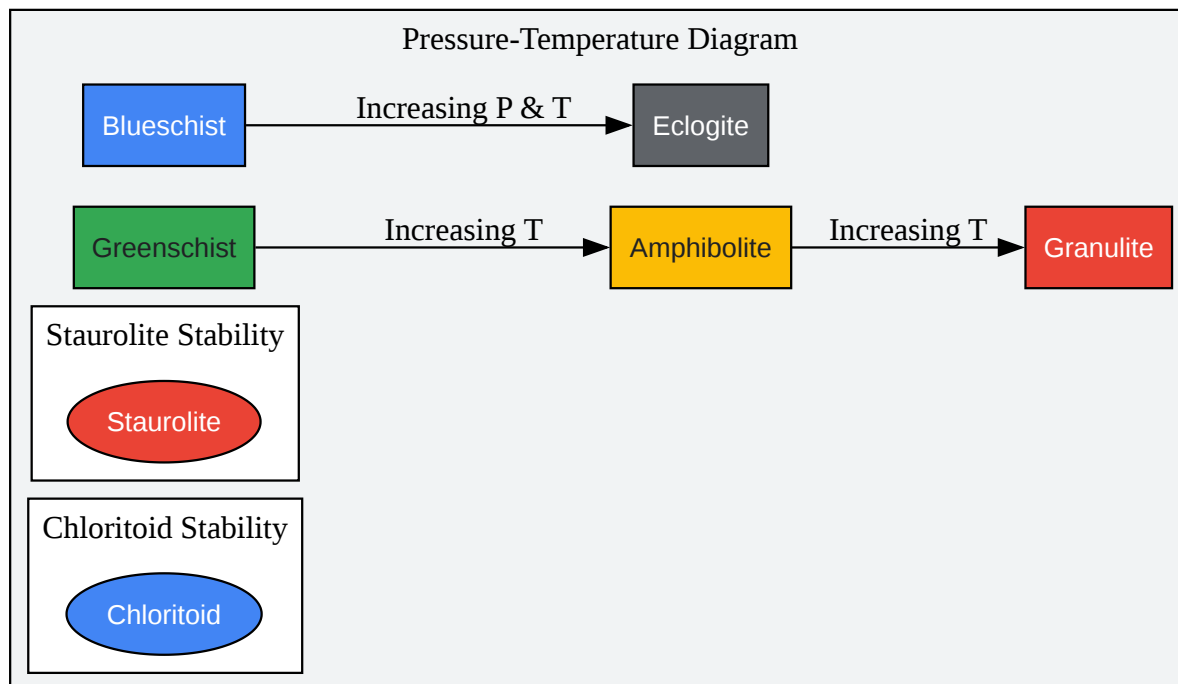 Pressure-Temperature Diagram
Blueschist
Increasing P & T
Eclogite
Greenschist
Increasing T
Amphibolite
Increasing T
Granulite
Staurolite Stability
Staurolite
Chloritoid Stability
Chloritoid